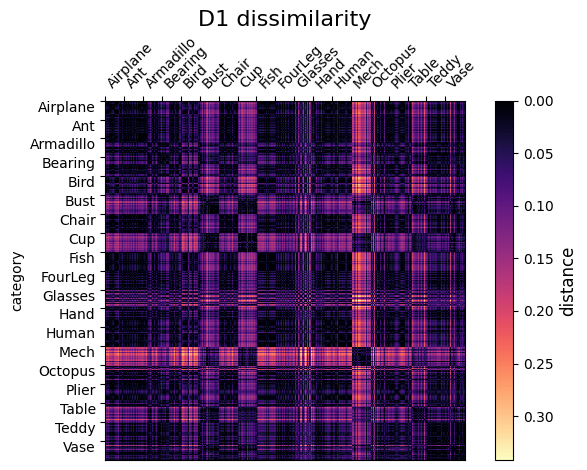 D1 dissimilarity
Airplane
Ant
Armadillo
Bearing
Bird
Bust
Chair
Cup
Fish
FourLeg
Glasses
Hand
Human
Mech
Octopus
Plier
Table
Teddy
Vase
category
Airplane
Ant
Armadillo
Bearing
Bird
Bust
Chair
Cup
Fish
FourLeg
Glasses
Hand
Human
Mech
Octopus
Plier
Table
Teddy
Vase
0.00
0.05
0.10
0.15
0.20
0.25
0.30
distance